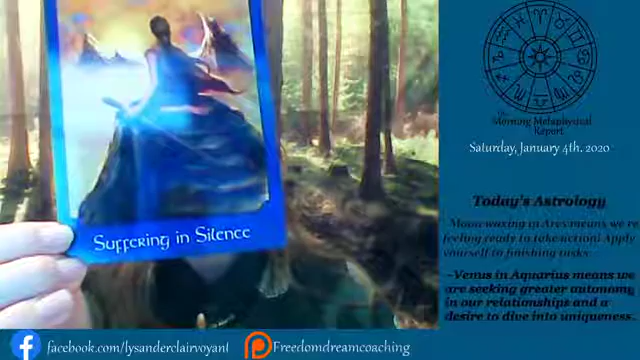 Suffering in Silence
Morning Metaphysical
Report
Saturday, January 4th, 2020
Today's Astrology
-Moon waxing in Aries means we're
feeling ready to take action! Apply
yourself to finishing tasks.
-Venus in Aquarius means we
are seeking greater autonomy
in our relationships and a
desire to dive into uniqueness.
facebook.com/lysanderclairvoyant
Freedomdreamcoaching